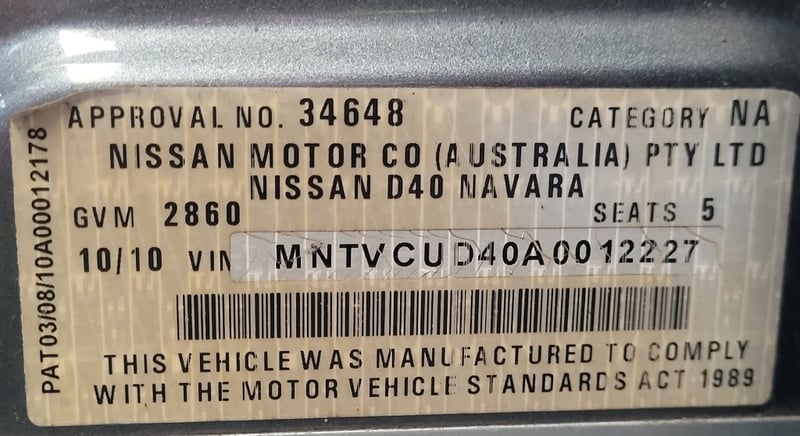 APPROVAL NO. 34648 CATEGORY NA
NISSAN MOTOR CO (AUSTRALIA) PTY LTD
NISSAN D40 NAVARA
GVM 2860 SEATS 5
10/10 VIN MNTVCUD40A0012227
THIS VEHICLE WAS MANUFACTURED TO COMPLY
WITH THE MOTOR VEHICLE STANDARDS ACT 1989
PAT03/08/10A00012178